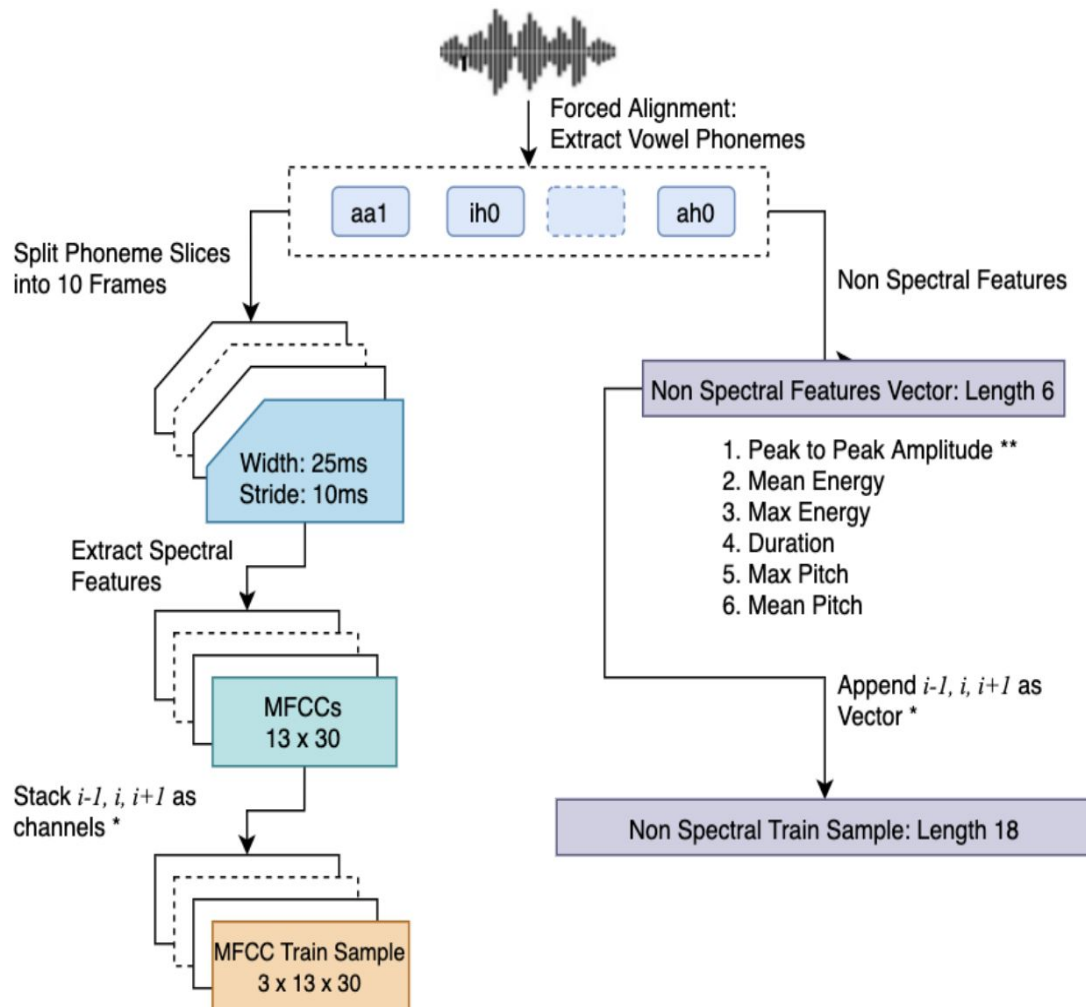 Forced Alignment:
Extract Vowel Phonemes
aa1
ih0
ah0
Split Phoneme Slices
into 10 Frames
Non Spectral Features
Width: 25ms
Stride: 10ms
Non Spectral Features Vector: Length 6
1. Peak to Peak Amplitude **
2. Mean Energy
3. Max Energy
4. Duration
5. Max Pitch
6. Mean Pitch
Extract Spectral
Features
MFCCs
13 x 30
Append i-1, i, i+1 as
Vector *
Stack i-1, i, i+1 as
channels *
Non Spectral Train Sample: Length 18
MFCC Train Sample
3 x 13 x 30